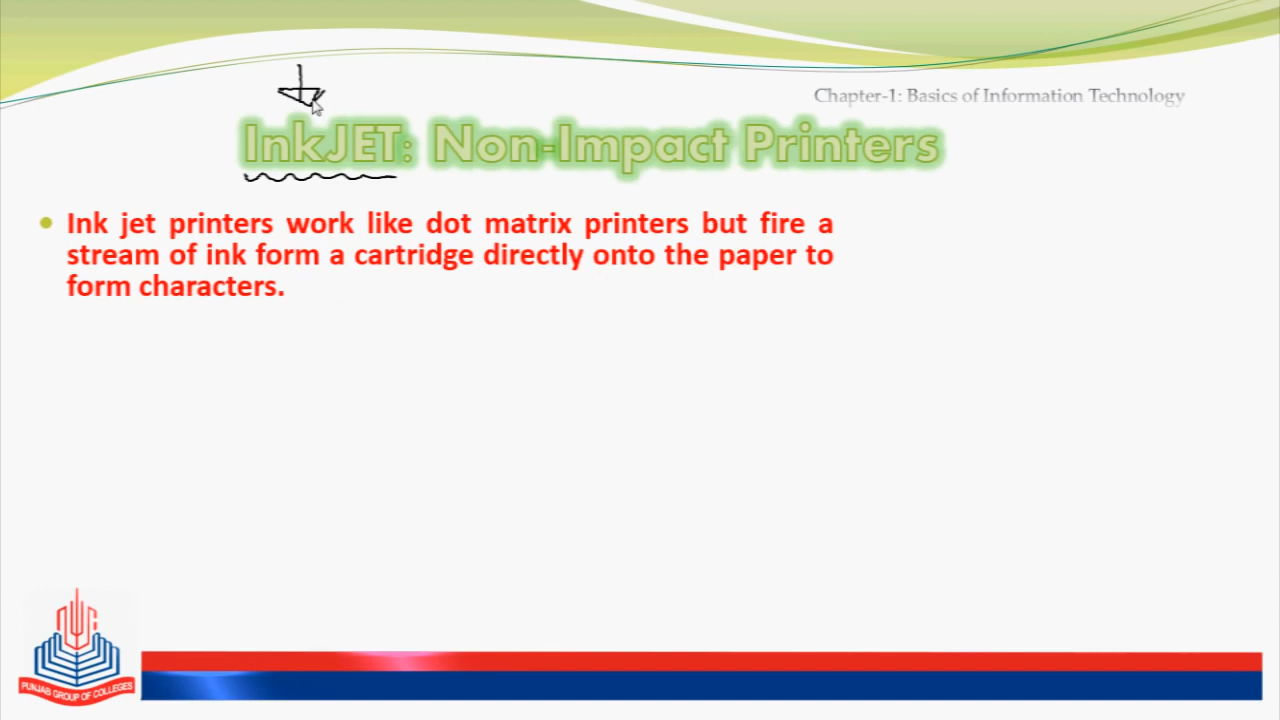 Chapter-1: Basics of Information Technology
InkJET: Non-Impact Printers
Ink jet printers work like dot matrix printers but fire a
stream of ink form a cartridge directly onto the paper to
form characters.
PUNJAB GROUP OF COLLEGES